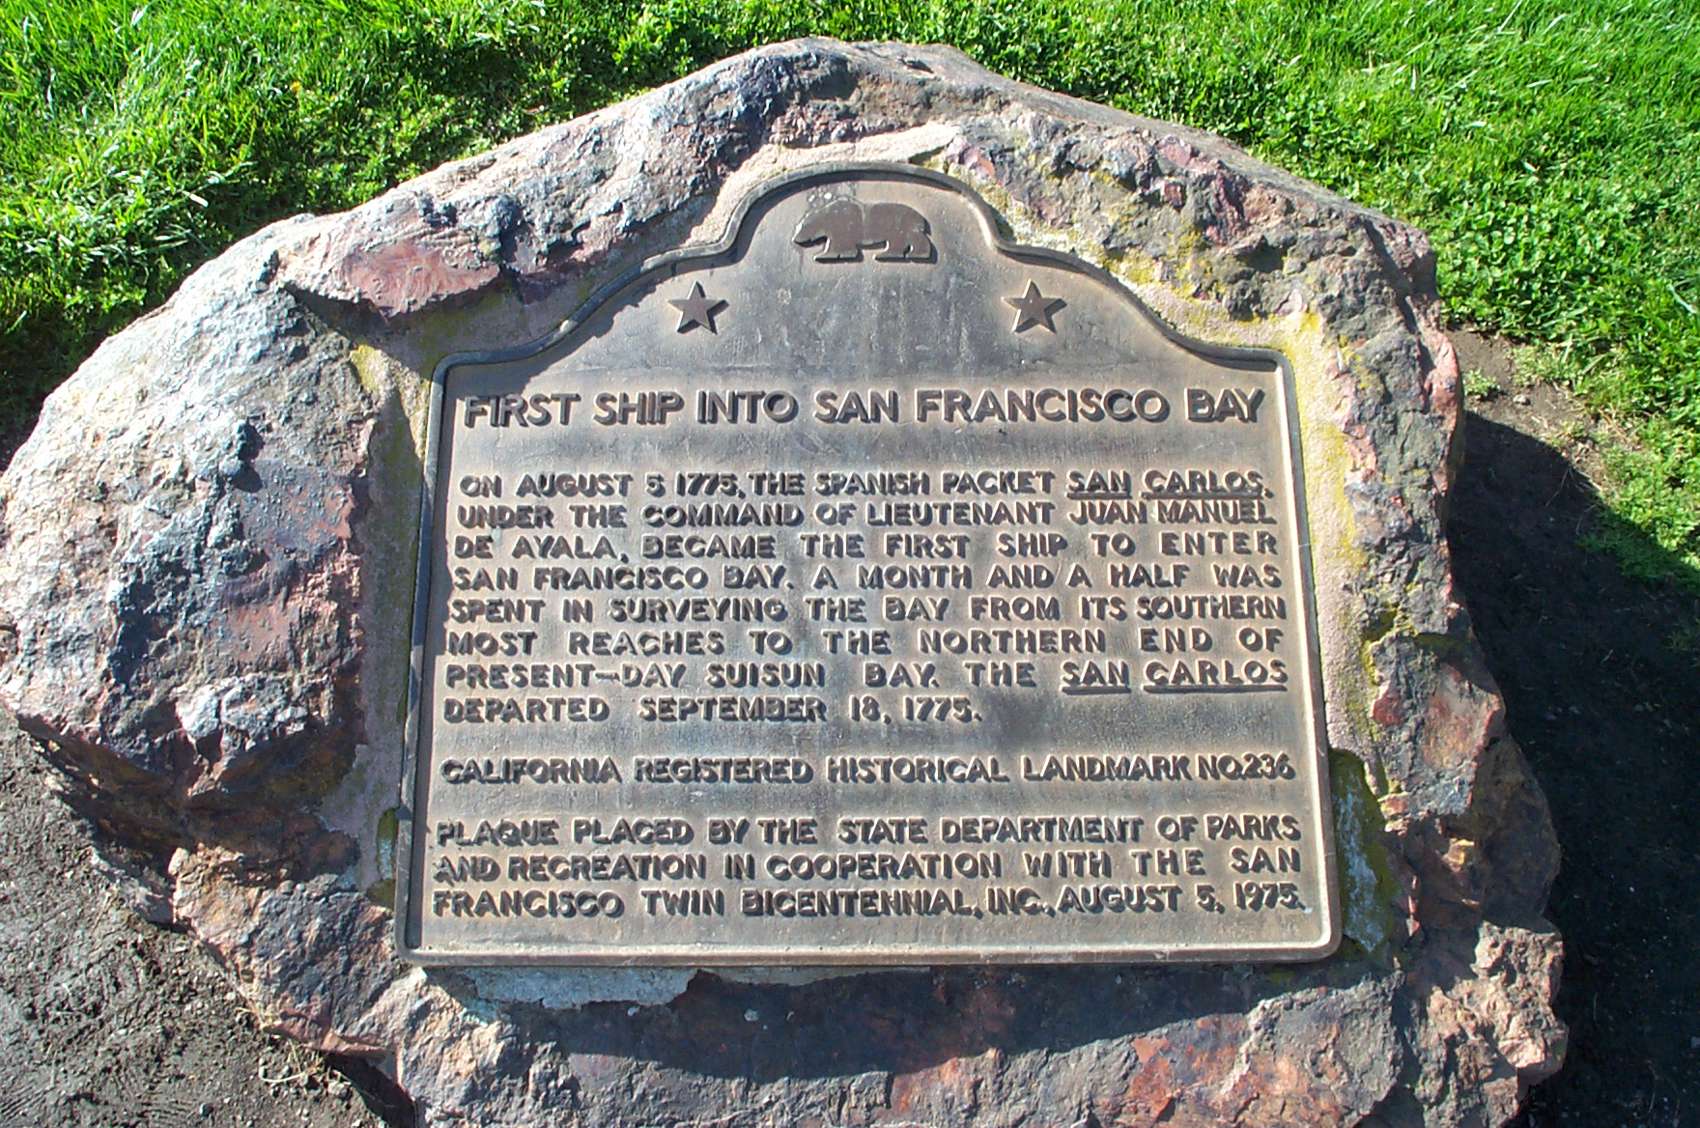 FIRST SHIP INTO SAN FRANCISCO BAY
ON AUGUST 5 1775, THE SPANISH PACKET SAN CARLOS,
UNDER THE COMMAND OF LIEUTENANT JUAN MANUEL
DE AYALA, BECAME THE FIRST SHIP TO ENTER
SAN FRANCISCO BAY. A MONTH AND A HALF WAS
SPENT IN SURVEYING THE BAY FROM ITS SOUTHERN
MOST REACHES TO THE NORTHERN END OF
PRESENT-DAY SUISUN BAY. THE SAN CARLOS
DEPARTED SEPTEMBER 18, 1775.
CALIFORNIA REGISTERED HISTORICAL LANDMARK NO.236
PLAQUE PLACED BY THE STATE DEPARTMENT OF PARKS
AND RECREATION IN COOPERATION WITH THE SAN
FRANCISCO TWIN BICENTENNIAL, INC., AUGUST 5, 1975.